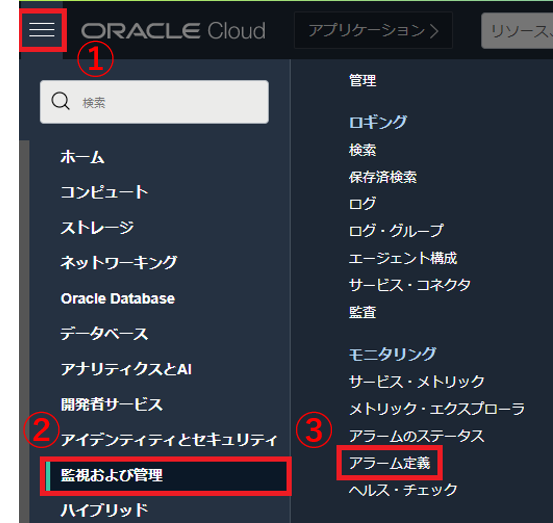 ORACLE Cloud
アプリケーション 〉
リソース、
①
検索
ホーム
コンピュート
ストレージ
ネットワーキング
Oracle Database
データベース
アナリティクスとAI
開発者サービス
②
アイデンティティとセキュリティ
監視および管理
ハイブリッド
管理
ロギング
検索
保存済検索
ログ
ログ・グループ
エージェント構成
サービス・コネクタ
監査
モニタリング
サービス・メトリック
メトリック・エクスプローラ
③
アラームのステータス
アラーム定義
ヘルス・チェック